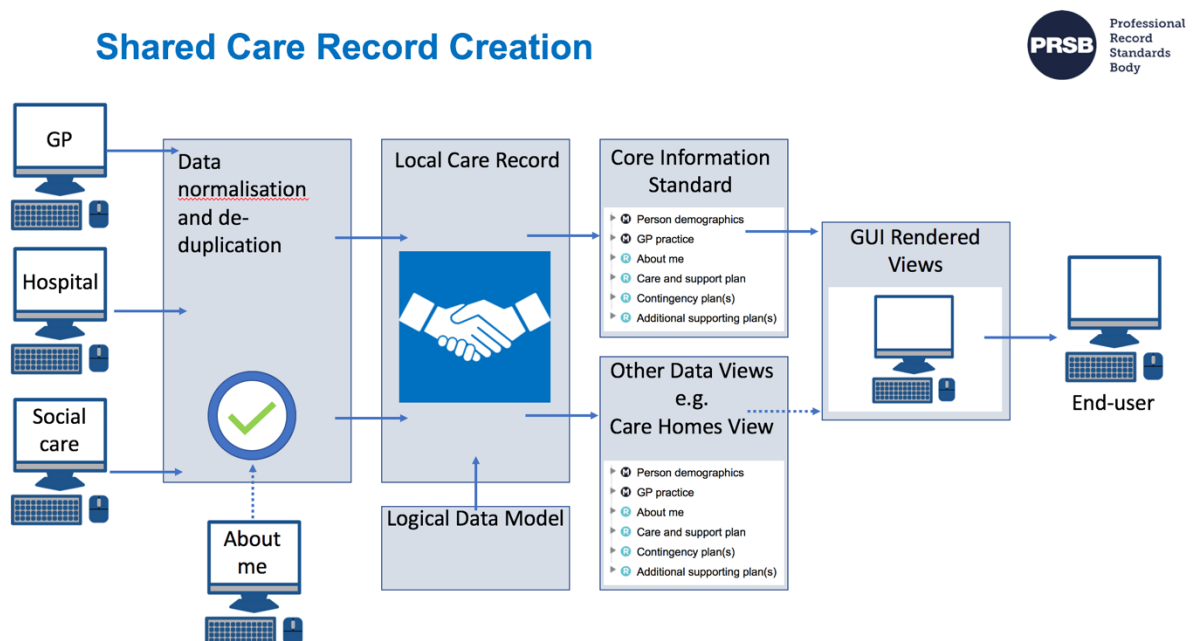 Shared Care Record Creation
PRSB
Professional
Record
Standards
Body
GP
Hospital
Social
care
About
me
Data
normalisation
and de-
duplication
Local Care Record
Logical Data Model
Core Information
Standard
M Person demographics
M GP practice
R About me
R Care and support plan
R Contingency plan(s)
R Additional supporting plan(s)
Other Data Views
e.g.
Care Homes View
M Person demographics
M GP practice
R About me
R Care and support plan
R Contingency plan(s)
R Additional supporting plan(s)
GUI Rendered
Views
End-user